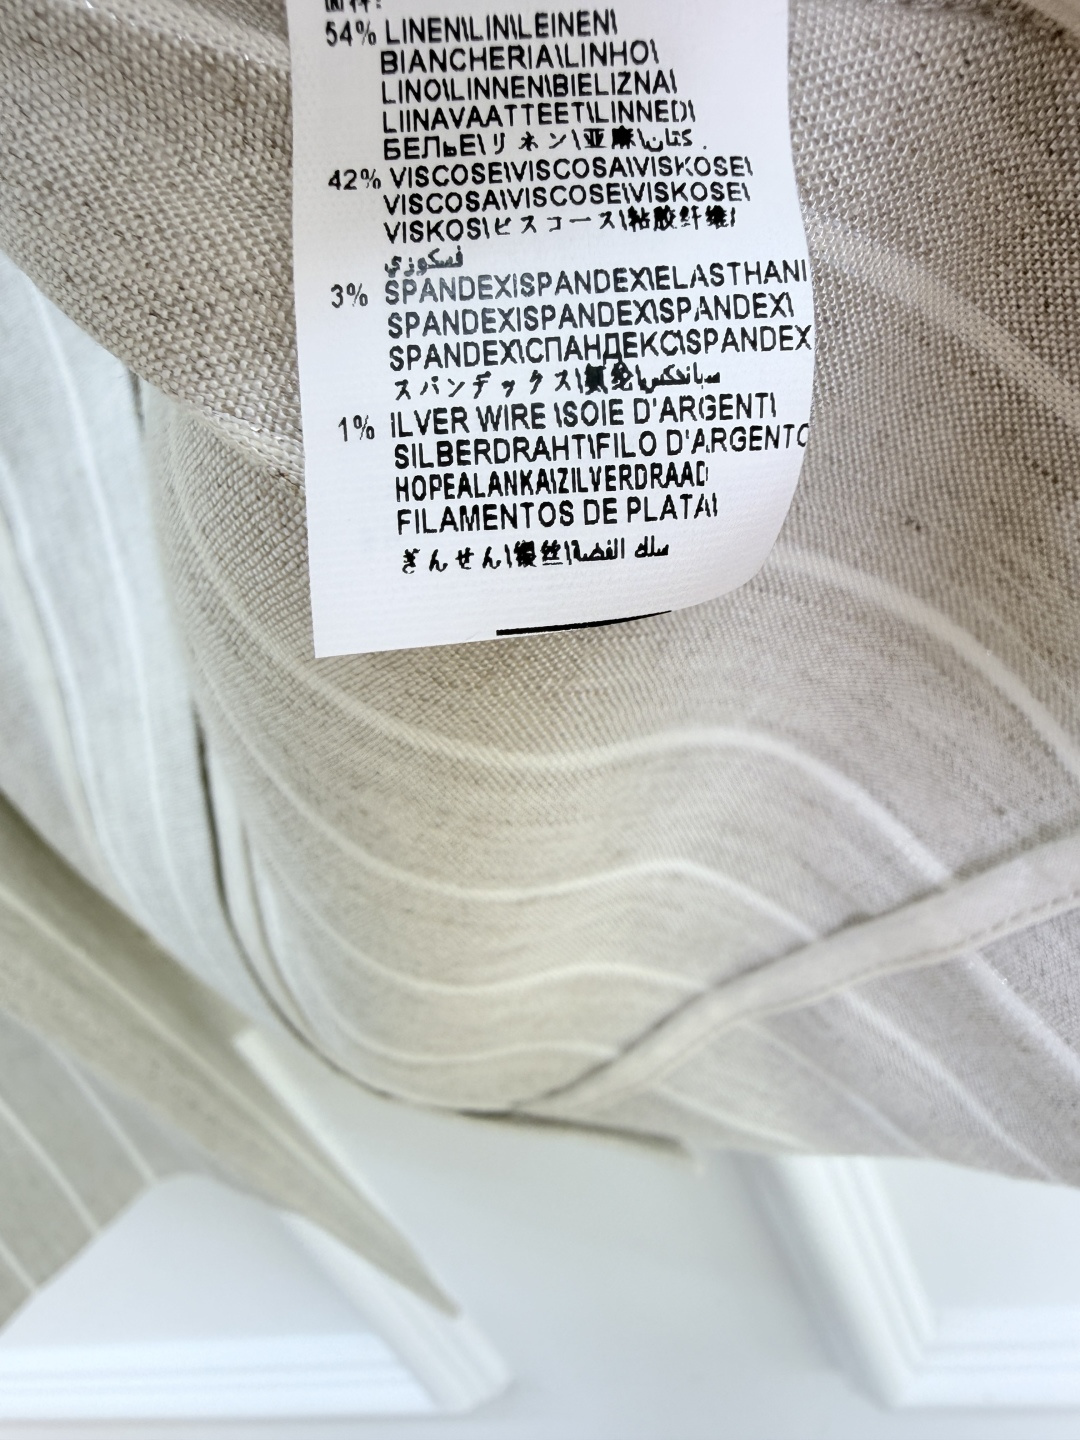 54% LINEN\LIN\LEINEN\
BIANCHERIA\LINHO\
LINO\LINNEN\BIELIZNA\
LIINAVAATTEET\LINNED\
БЕЛЬЕ\リネン\亚麻\كتان
42% VISCOSE\VISCOSA\VISKOSE\
VISCOSA\VISCOSE\VISKOSE\
VISKOS\ビスコース\粘胶纤维\
فسكوزي
3% SPANDEX\SPANDEX\ELASTHAN\
SPANDEX\SPANDEX\SPANDEX\
SPANDEX\СПАНДЕКС\SPANDEX
スパンデックス\氨纶\سباندكس
1% ILVER WIRE \SOIE D'ARGENT\
SILBERDRAHT\FILO D'ARGENTO
HOPEALANKA\ZILVERDRAAD
FILAMENTOS DE PLATA\
ぎんせん\银丝\سلك الفضة